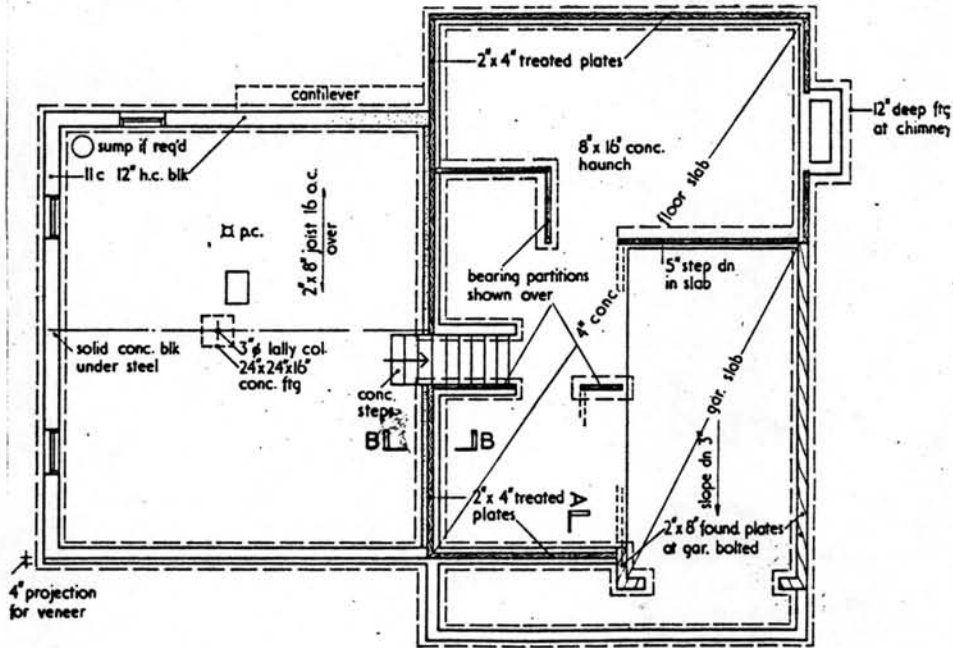 2" x 4" treated plates
cantilever
12" deep ftg
at chimney
sump if req'd
8" x 16" conc.
haunch
11c 12" h.c. blk
floor slab
2" x 8" joist 16 o.c.
over
p.c.
bearing partitions
shown over
5" step dn
in slab
4" conc.
solid conc. blk
under steel
3" ø lally col.
24"x24"x16"
conc. ftg
conc.
steps
gar. slab
slope dn 3"
B
B
A
2" x 4" treated
plates
2" x 8" found. plates
at gar. bolted
4" projection
for veneer